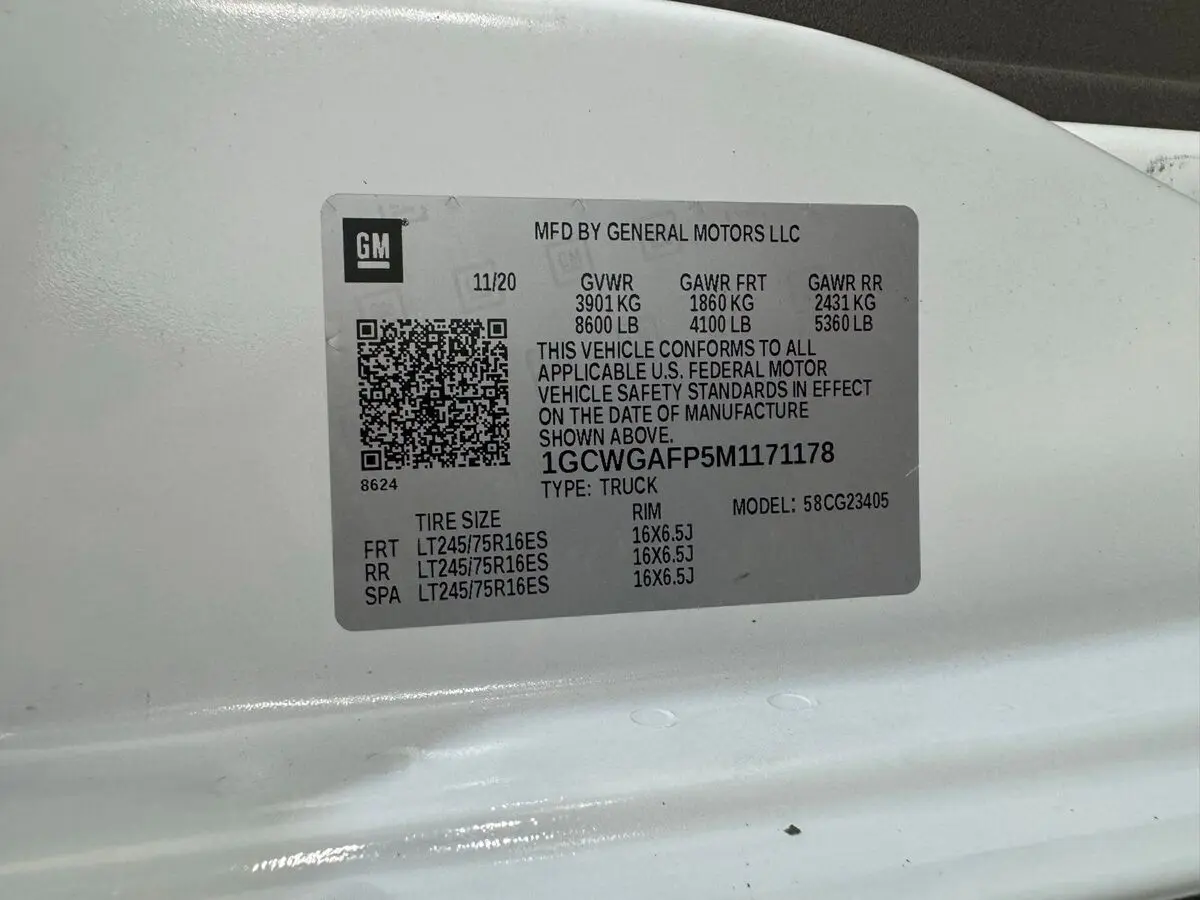 GM
MFD BY GENERAL MOTORS LLC
11/20 GVWR GAWR FRT GAWR RR
3901 KG 1860 KG 2431 KG
8600 LB 4100 LB 5360 LB
THIS VEHICLE CONFORMS TO ALL
APPLICABLE U.S. FEDERAL MOTOR
VEHICLE SAFETY STANDARDS IN EFFECT
ON THE DATE OF MANUFACTURE
SHOWN ABOVE.
1GCWGAFP5M1171178
8624
TYPE: TRUCK
MODEL: 58CG23405
TIRE SIZE RIM
FRT LT245/75R16ES 16X6.5J
RR LT245/75R16ES 16X6.5J
SPA LT245/75R16ES 16X6.5J